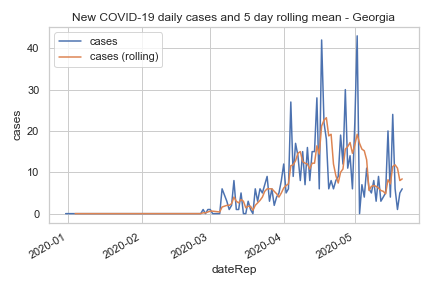 New COVID-19 daily cases and 5 day rolling mean - Georgia
cases
cases (rolling)
40
30
20
10
0
cases
2020-01
2020-02
2020-03
2020-04
2020-05
dateRep